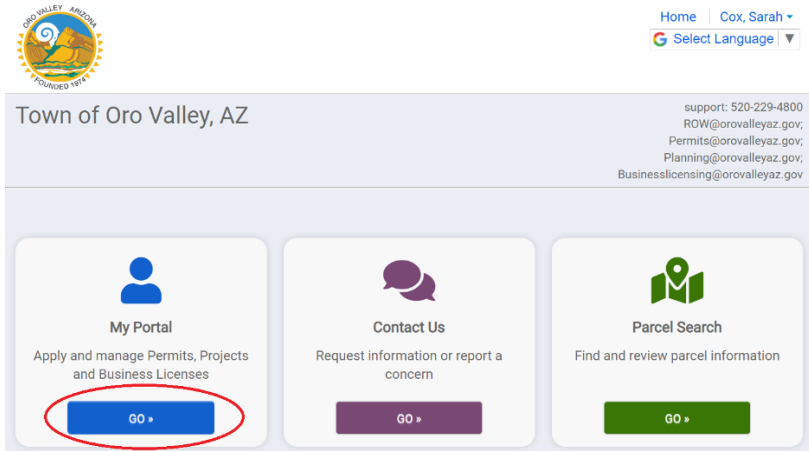 ORO VALLEY ARIZONA
FOUNDED 1974
Home
Cox, Sarah
G Select Language
Town of Oro Valley, AZ
support: 520-229-4800
ROW@orovalleyaz.gov;
Permits@orovalleyaz.gov;
Planning@orovalleyaz.gov;
Businesslicensing@orovalleyaz.gov
My Portal
Apply and manage Permits, Projects
and Business Licenses
GO »
Contact Us
Request information or report a
concern
GO »
Parcel Search
Find and review parcel information
GO »